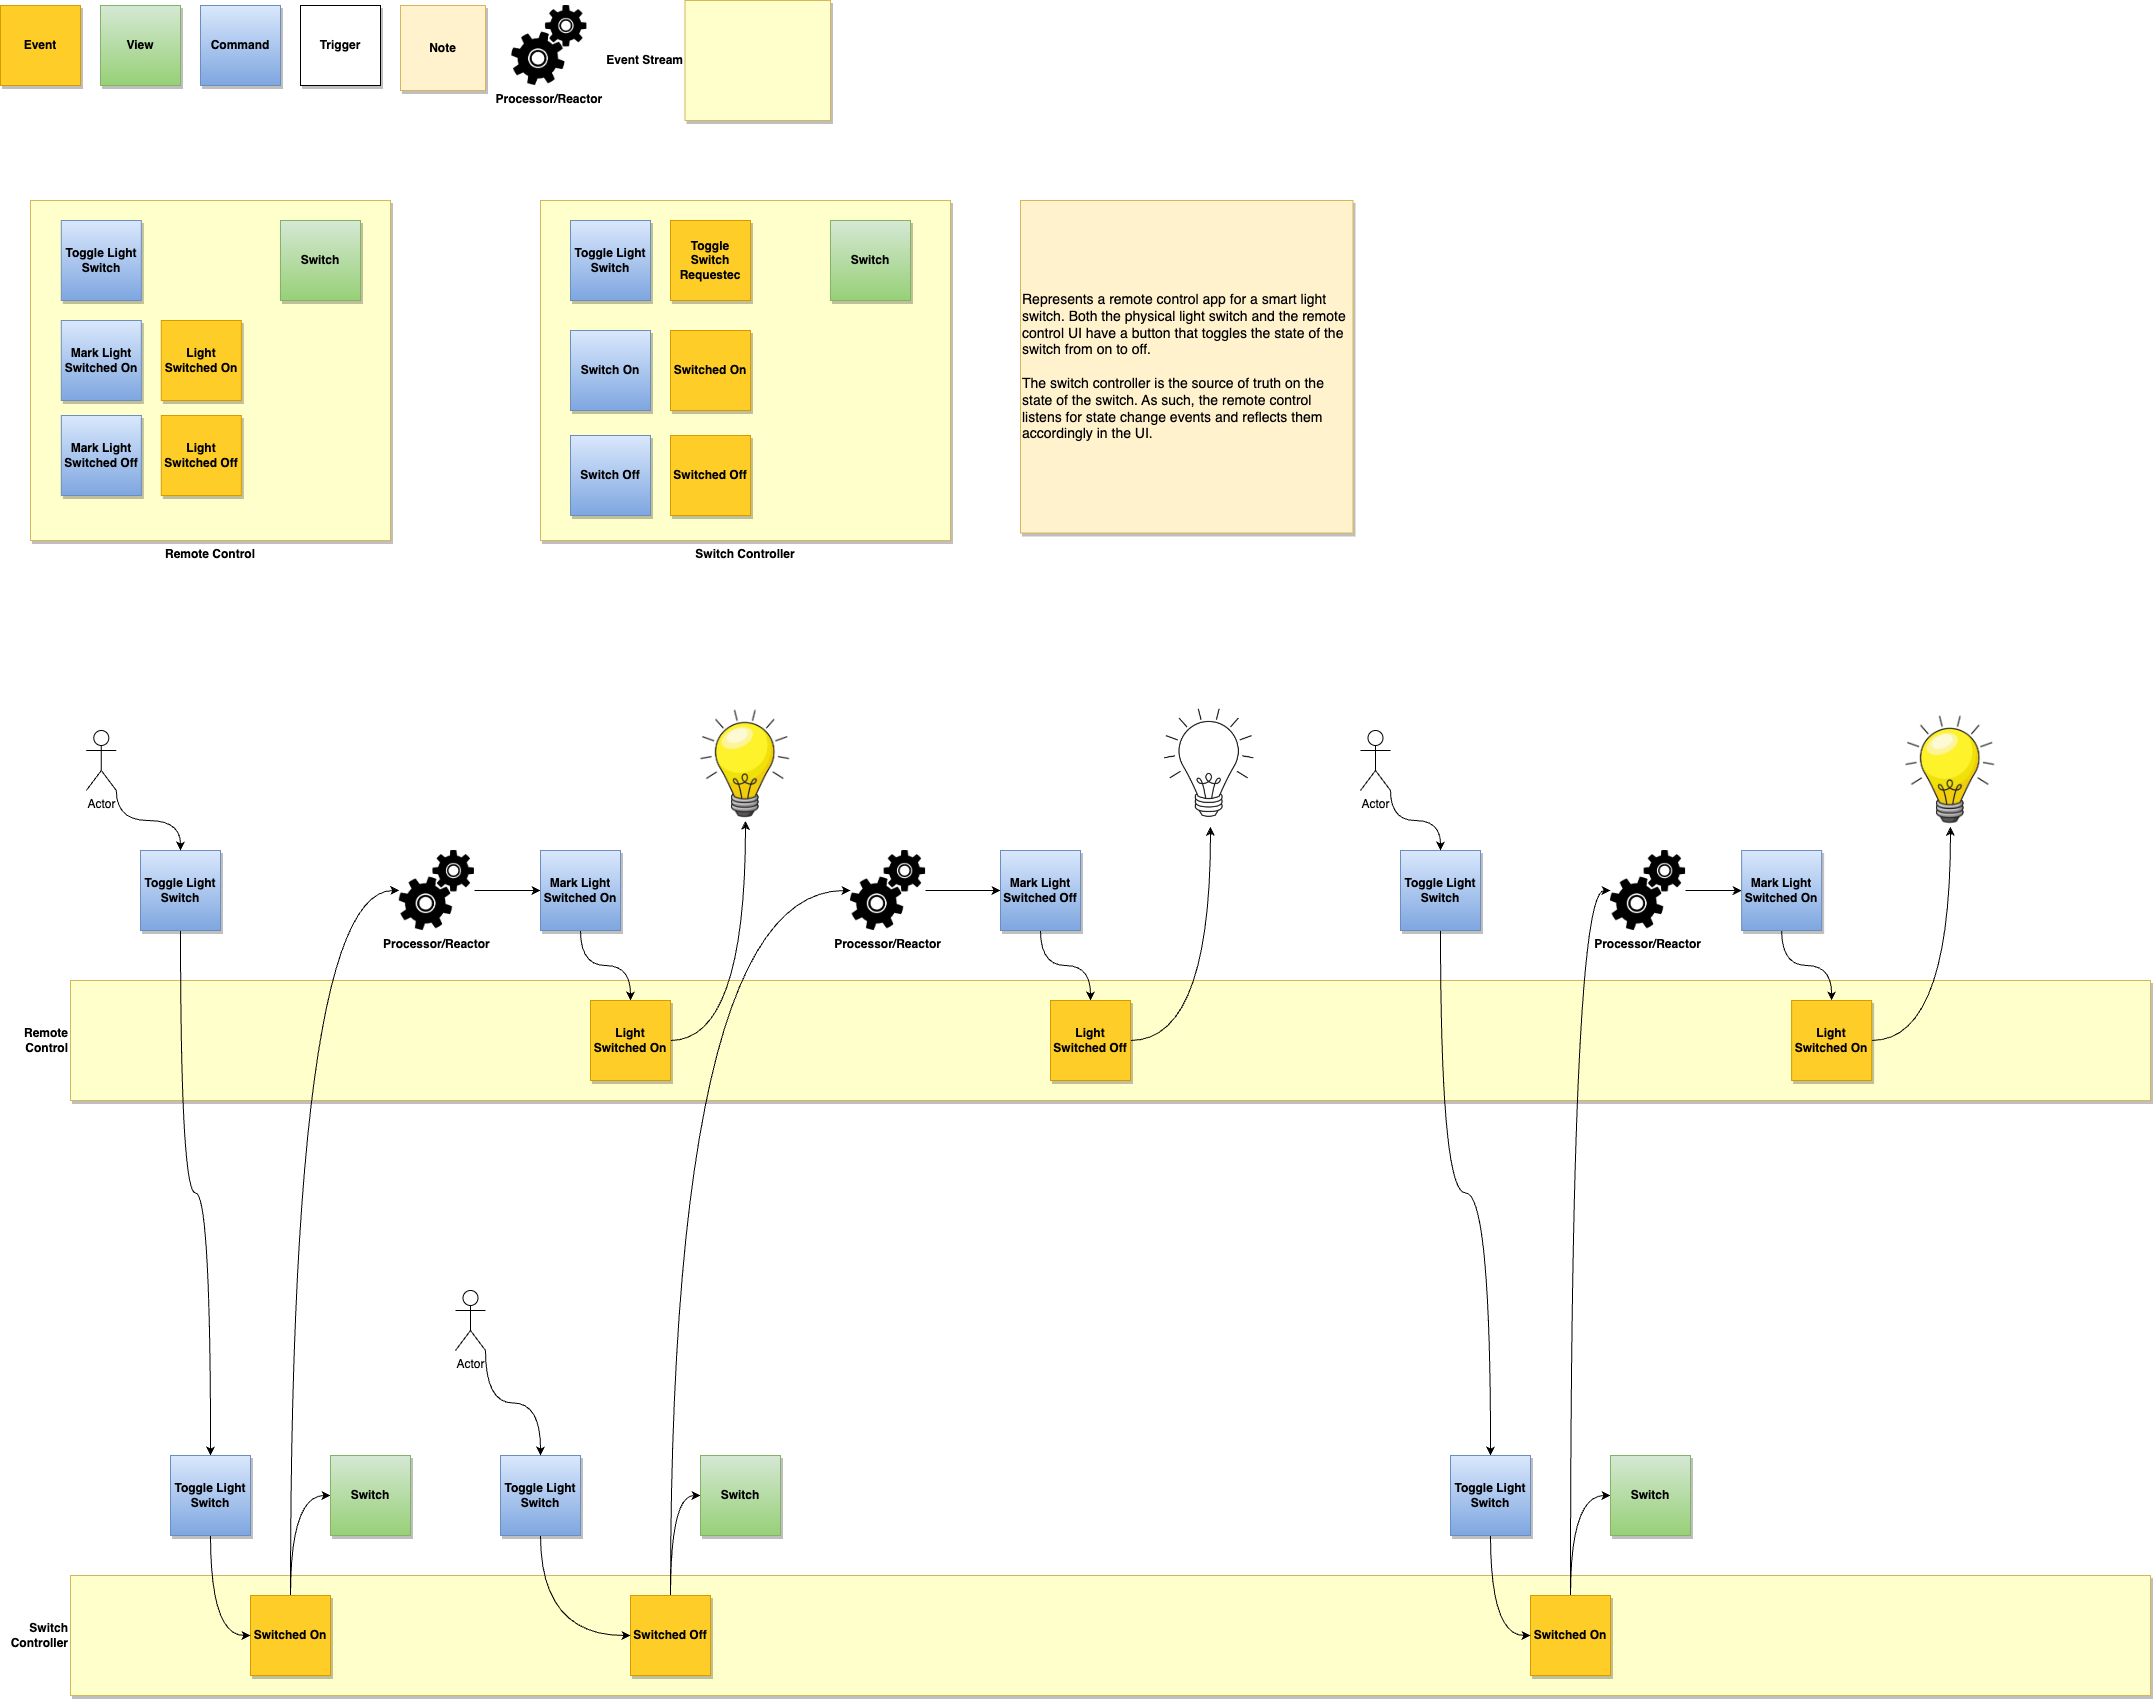 Event
View
Command
Trigger
Note
Processor/Reactor
Event Stream
Toggle Light
Switch
Switch
Mark Light
Switched On
Light
Switched On
Mark Light
Switched Off
Light
Switched Off
Remote Control
Toggle Light
Switch
Toggle
Switch
Requestec
Switch
Switch On
Switched On
Switch Off
Switched Off
Switch Controller
Represents a remote control app for a smart light
switch. Both the physical light switch and the remote
control UI have a button that toggles the state of the
switch from on to off.
The switch controller is the source of truth on the
state of the switch. As such, the remote control
listens for state change events and reflects them
accordingly in the UI.
Actor
Actor
Toggle Light
Switch
Processor/Reactor
Mark Light
Switched On
Processor/Reactor
Mark Light
Switched Off
Toggle Light
Switch
Processor/Reactor
Mark Light
Switched On
Remote
Control
Light
Switched On
Light
Switched Off
Light
Switched On
Actor
Toggle Light
Switch
Switch
Toggle Light
Switch
Switch
Toggle Light
Switch
Switch
Switch
Controller
Switched On
Switched Off
Switched On